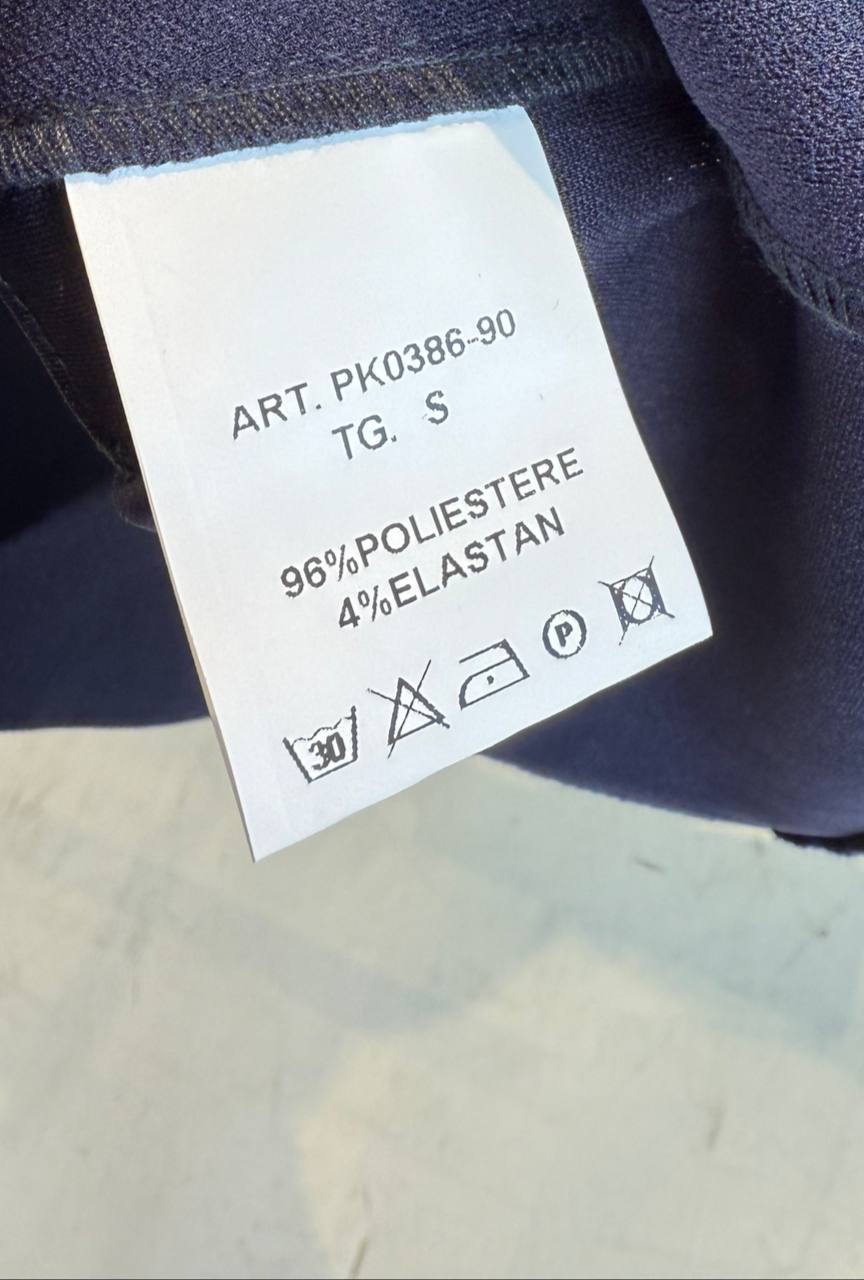 ART. PK0386-90
TG. S
96%POLIESTERE
4%ELASTAN
30 P